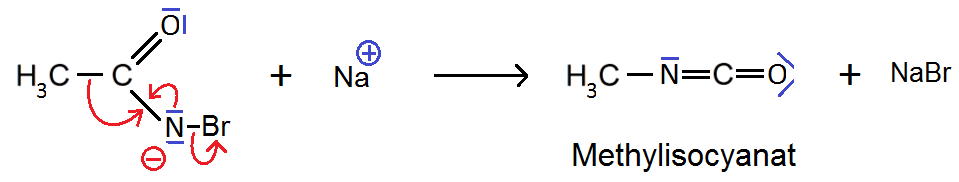 O
H₃C C + Na⊕ → H₃C N=C=O + NaBr
N Br
⊖
Methylisocyanat